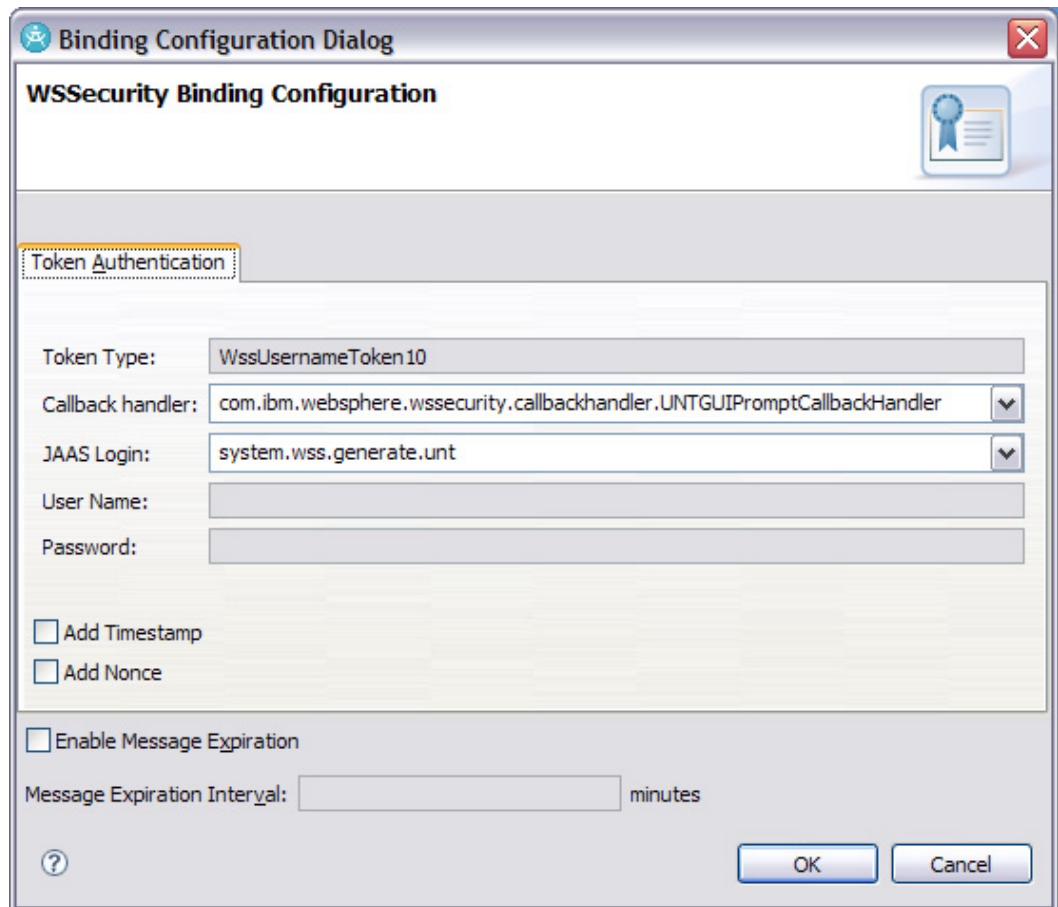 Binding Configuration Dialog
WSSecurity Binding Configuration
Token Authentication
Token Type: WssUsernameToken10
Callback handler: com.ibm.websphere.wssecurity.callbackhandler.UNTGUIPromptCallbackHandler
JAAS Login: system.wss.generate.unt
User Name:
Password:
Add Timestamp
Add Nonce
Enable Message Expiration
Message Expiration Interval: minutes
? OK Cancel